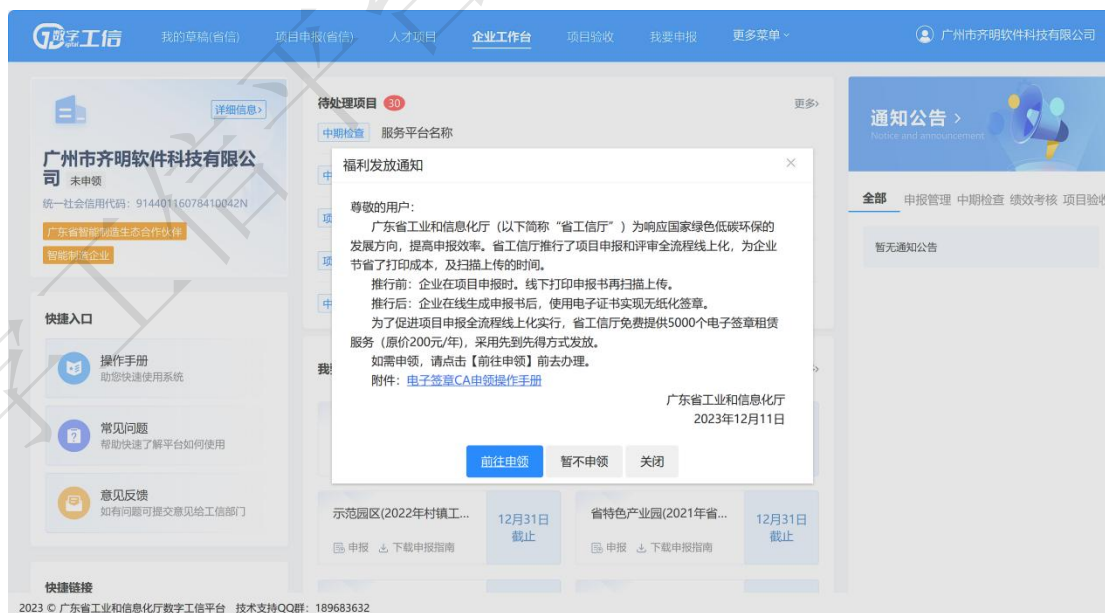 数字工信
我的草稿(省信)
项目申报(省信)
人才项目
企业工作台
项目验收
我要申报
更多菜单
广州市齐明软件科技有限公司
详细信息>
广州市齐明软件科技有限公
司 未申领
统一社会信用代码：91440116078410042N
广东省智能制造生态合作伙伴
智能制造企业
快捷入口
操作手册
助您快速使用系统
常见问题
帮助快速了解平台如何使用
意见反馈
如有问题可提交意见给工信部门
快捷链接
待处理项目 30
更多>
中期检查 服务平台名称
福利发放通知
尊敬的用户：
广东省工业和信息化厅（以下简称“省工信厅”）为响应国家绿色低碳环保的
发展方向，提高申报效率。省工信厅推行了项目申报和评审全流程线上化，为企业
节省了打印成本，及扫描上传的时间。
推行前：企业在项目申报时。线下打印申报书再扫描上传。
推行后：企业在线生成申报书后，使用电子证书实现无纸化签章。
为了促进项目申报全流程线上化实行，省工信厅免费提供5000个电子签章租赁
服务（原价200元/年），采用先到先得方式发放。
如需申领，请点击【前往申领】前去办理。
附件：电子签章CA申领操作手册
广东省工业和信息化厅
2023年12月11日
前往申领
暂不申领
关闭
示范园区(2022年村镇工...
12月31日
截止
申报 下载申报指南
省特色产业园(2021年省...
12月31日
截止
申报 下载申报指南
通知公告 >
Notice and announcement
全部 申报管理 中期检查 绩效考核 项目验收
暂无通知公告
2023 © 广东省工业和信息化厅数字工信平台 技术支持QQ群：189683632